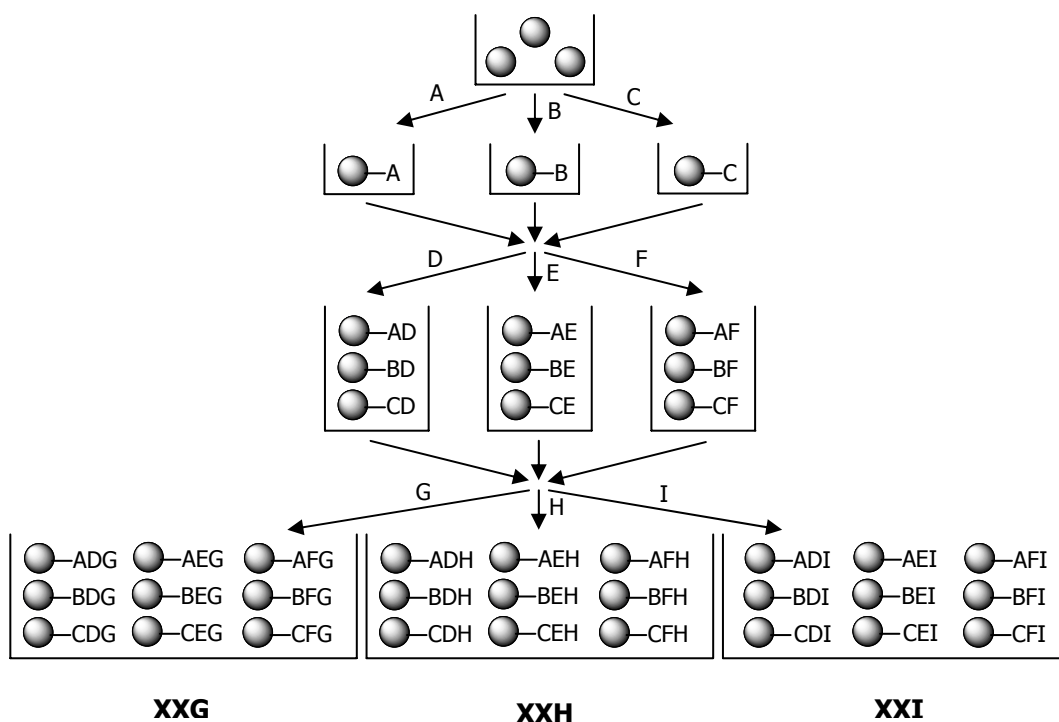 A B C
A B C
D E F
AD AE AF
BD BE BF
CD CE CF
G H I
ADG AEG AFG ADH AEH AFH ADI AEI AFI
BDG BEG BFG BDH BEH BFH BDI BEI BFI
CDG CEG CFG CDH CEH CFH CDI CEI CFI
XXG XXH XXI